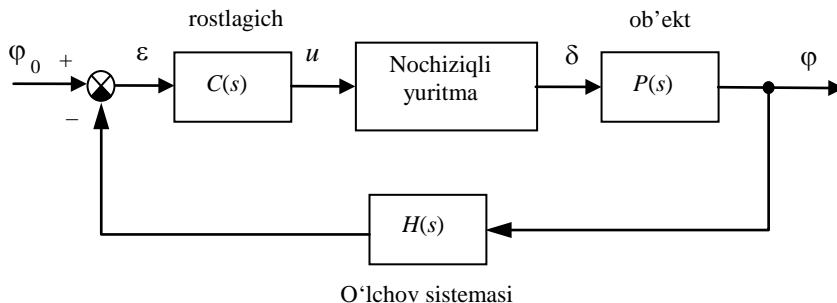 rostlagich
ob’ekt
φ₀
+
ε
C(s)
u
Nochiziqli
yuritma
δ
P(s)
φ
−
H(s)
O‘lchov sistemasi